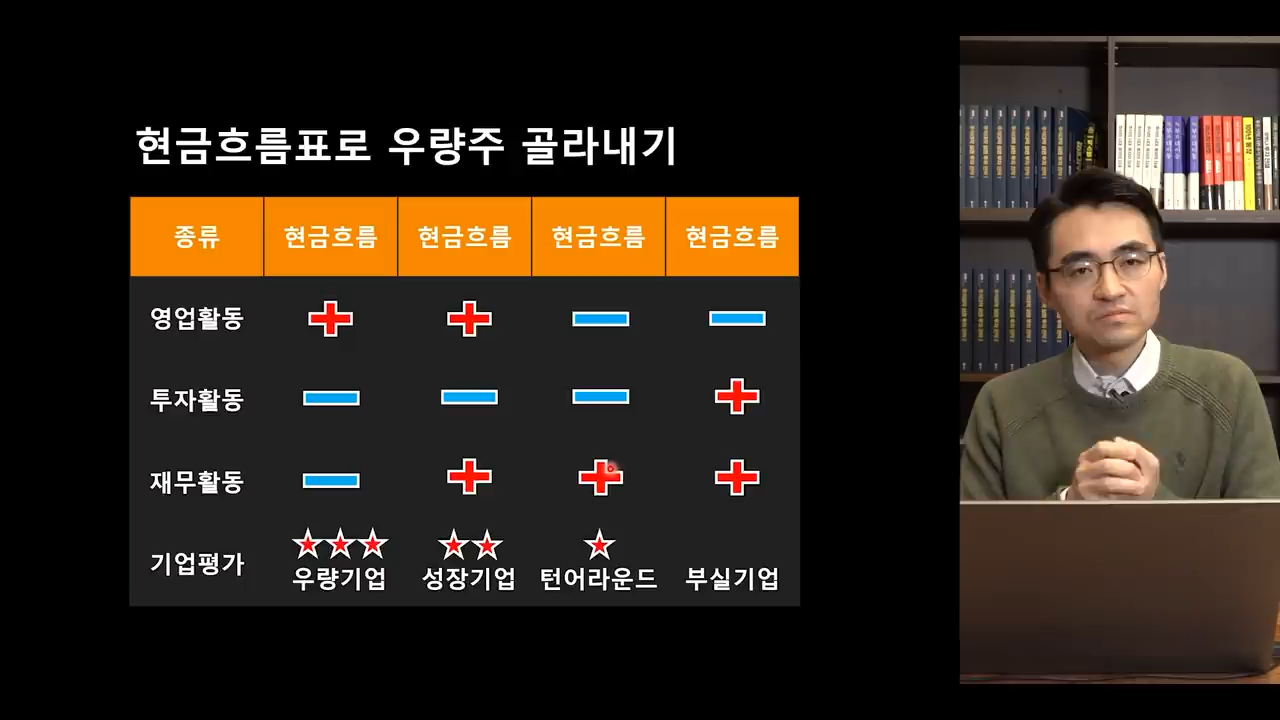 현금흐름표로 우량주 골라내기
종류 현금흐름 현금흐름 현금흐름 현금흐름
영업활동
투자활동
재무활동
기업평가 우량기업 성장기업 턴어라운드 부실기업